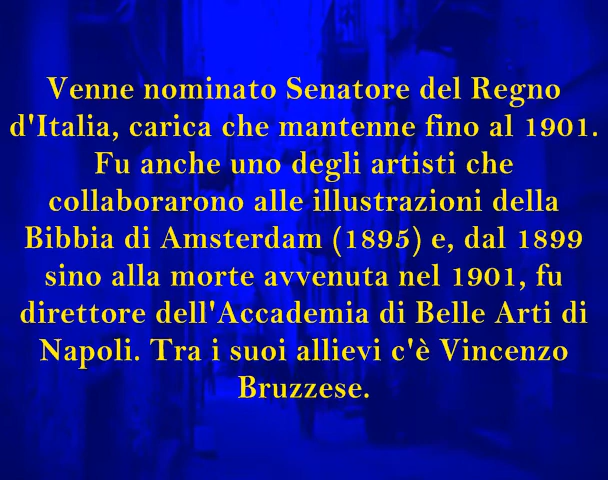 Venne nominato Senatore del Regno
d'Italia, carica che mantenne fino al 1901.
Fu anche uno degli artisti che
collaborarono alle illustrazioni della
Bibbia di Amsterdam (1895) e, dal 1899
sino alla morte avvenuta nel 1901, fu
direttore dell'Accademia di Belle Arti di
Napoli. Tra i suoi allievi c'è Vincenzo
Bruzzese.